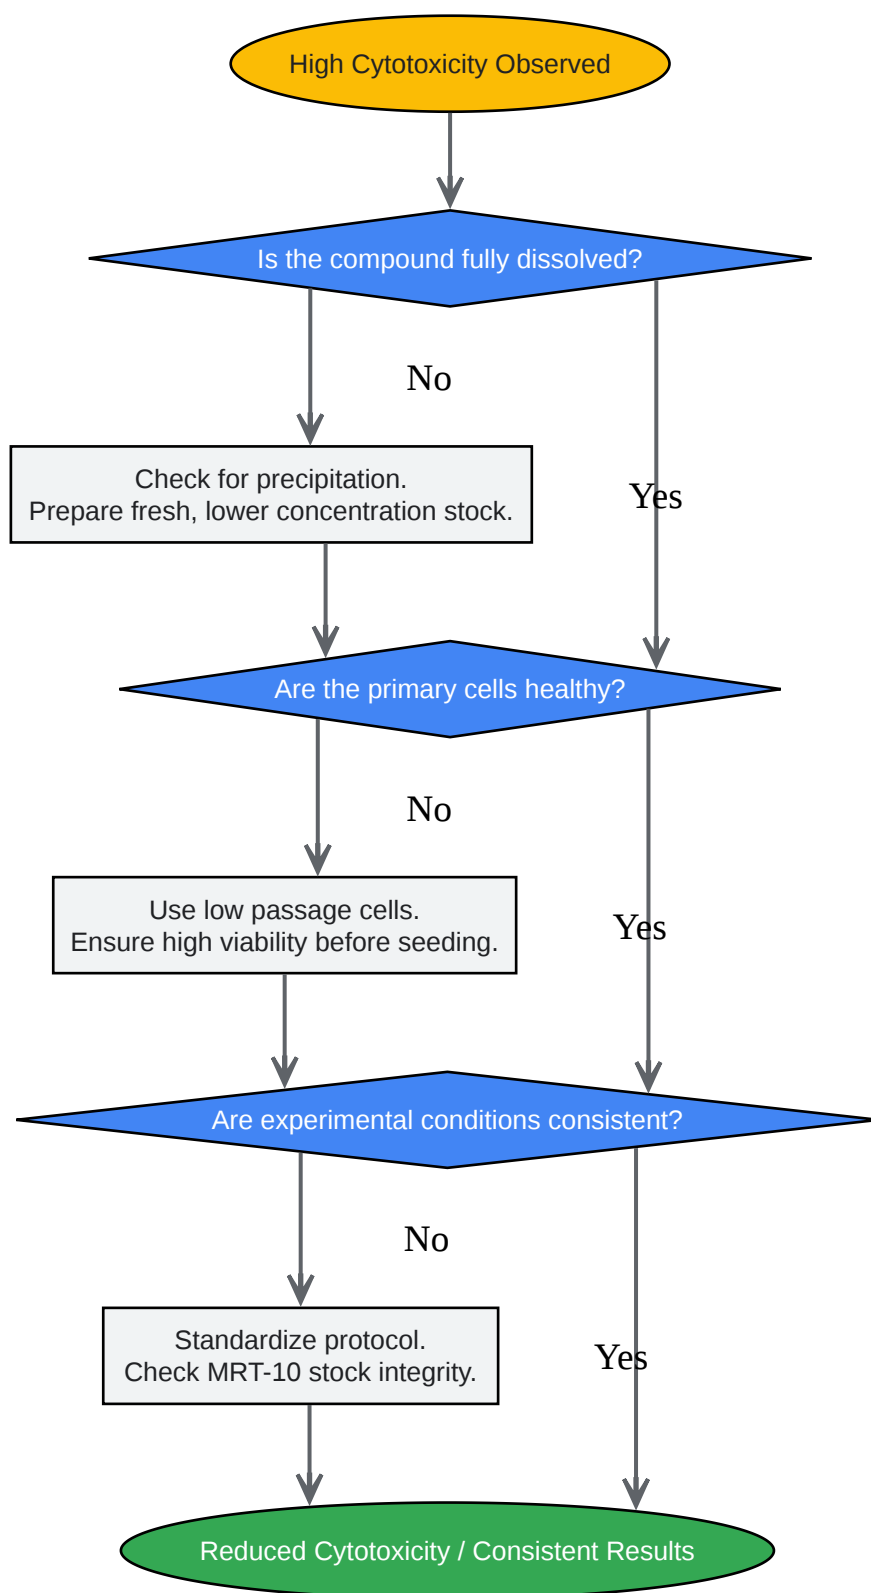 High Cytotoxicity Observed
Is the compound fully dissolved?
No
Check for precipitation.
Prepare fresh, lower concentration stock.
Yes
Are the primary cells healthy?
No
Use low passage cells.
Ensure high viability before seeding.
Yes
Are experimental conditions consistent?
No
Standardize protocol.
Check MRT-10 stock integrity.
Yes
Reduced Cytotoxicity / Consistent Results